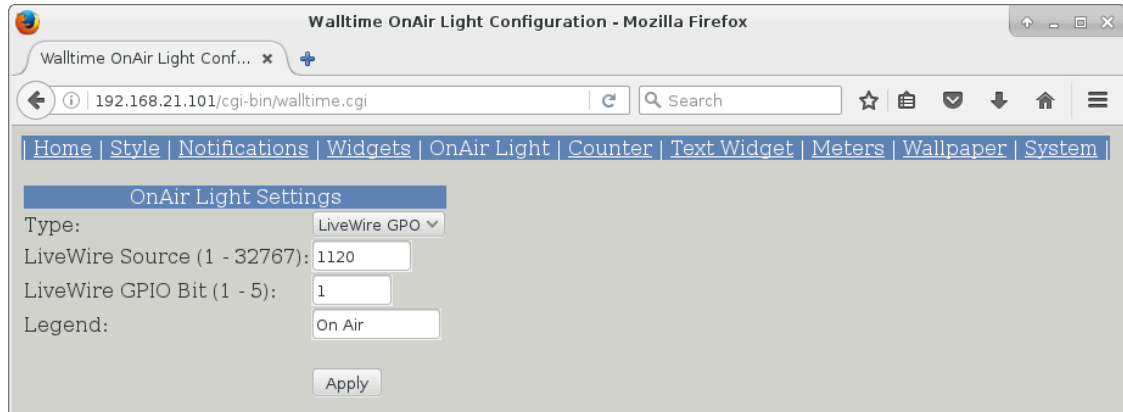 Walltime OnAir Light Configuration - Mozilla Firefox
Walltime OnAir Light Conf...
192.168.21.101/cgi-bin/walltime.cgi
Search
| Home | Style | Notifications | Widgets | OnAir Light | Counter | Text Widget | Meters | Wallpaper | System |
OnAir Light Settings
Type: LiveWire GPO
LiveWire Source (1 - 32767): 1120
LiveWire GPIO Bit (1 - 5): 1
Legend: On Air
Apply